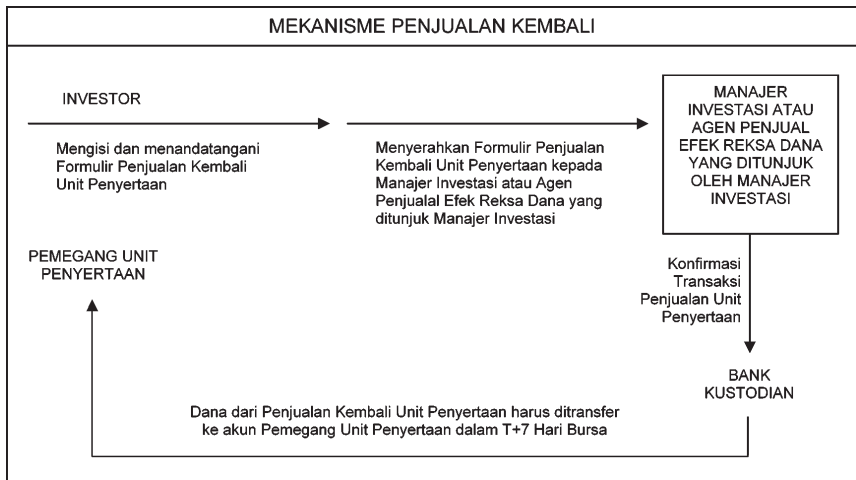 MEKANISME PENJUALAN KEMBALI
INVESTOR
Mengisi dan menandatangani
Formulir Penjualan Kembali
Unit Penyertaan
Menyerahkan Formulir Penjualan
Kembali Unit Penyertaan kepada
Manajer Investasi atau Agen
Penjualal Efek Reksa Dana yang
ditunjuk Manajer Investasi
MANAJER
INVESTASI ATAU
AGEN PENJUAL
EFEK REKSA DANA
YANG DITUNJUK
OLEH MANAJER
INVESTASI
PEMEGANG UNIT
PENYERTAAN
Konfirmasi
Transaksi
Penjualan Unit
Penyertaan
BANK
KUSTODIAN
Dana dari Penjualan Kembali Unit Penyertaan harus ditransfer
ke akun Pemegang Unit Penyertaan dalam T+7 Hari Bursa